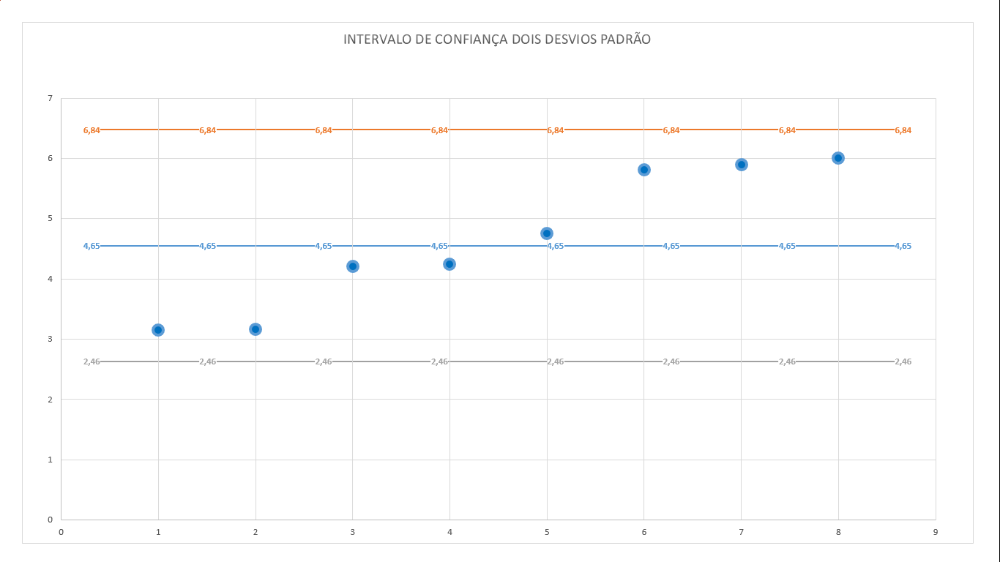 INTERVALO DE CONFIANÇA DOIS DESVIOS PADRÃO
7
6,84 6,84 6,84 6,84 6,84 6,84 6,84 6,84
6
5
4,65 4,65 4,65 4,65 4,65 4,65 4,65 4,65
4
3
2,46 2,46 2,46 2,46 2,46 2,46 2,46 2,46
2
1
0
0 1 2 3 4 5 6 7 8 9